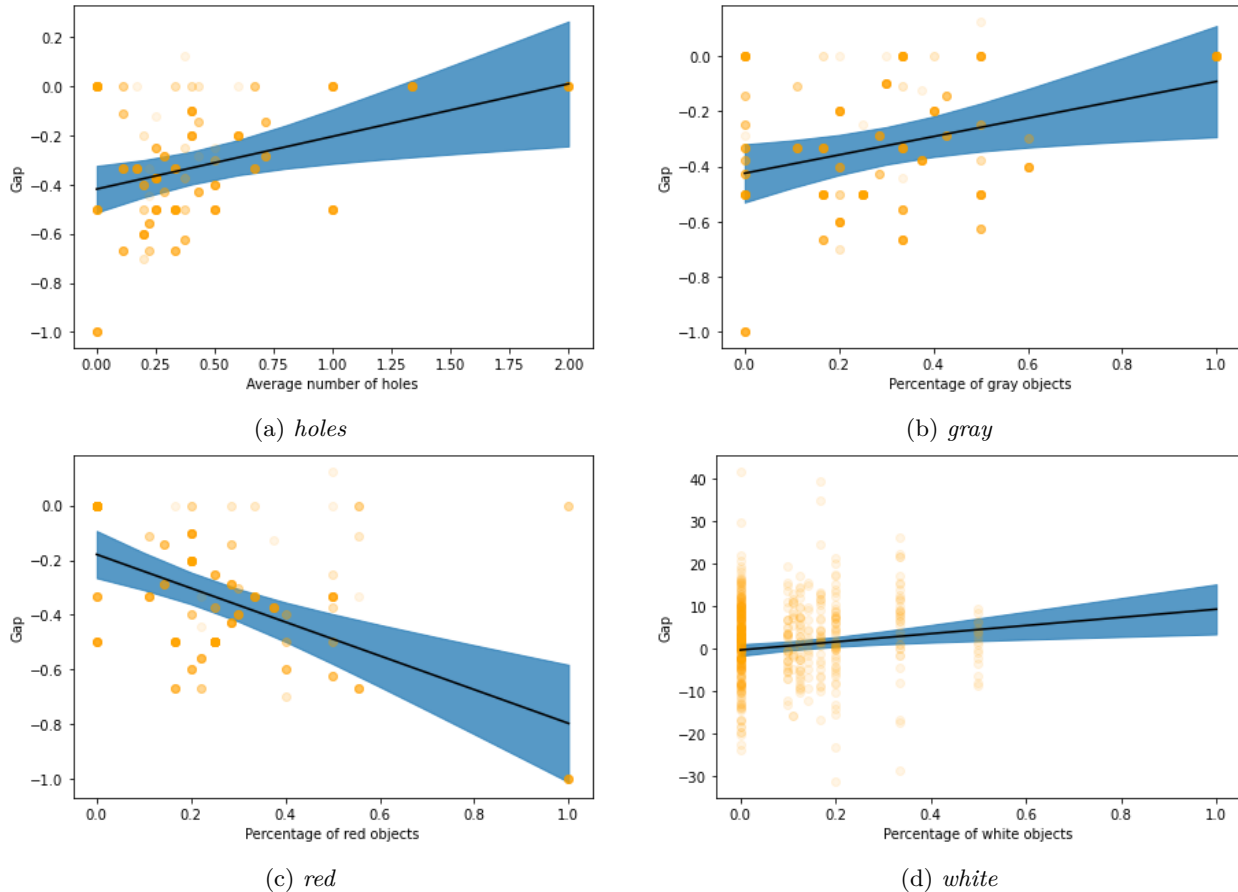 0.2
0.0
−0.2
−0.4
−0.6
−0.8
−1.0
Gap
0.00 0.25 0.50 0.75 1.00 1.25 1.50 1.75 2.00
Average number of holes
(a) holes
0.0
−0.2
−0.4
−0.6
−0.8
−1.0
Gap
0.0 0.2 0.4 0.6 0.8 1.0
Percentage of gray objects
(b) gray
0.0
−0.2
−0.4
−0.6
−0.8
−1.0
Gap
0.0 0.2 0.4 0.6 0.8 1.0
Percentage of red objects
(c) red
40
30
20
10
0
−10
−20
−30
Gap
0.0 0.2 0.4 0.6 0.8 1.0
Percentage of white objects
(d) white